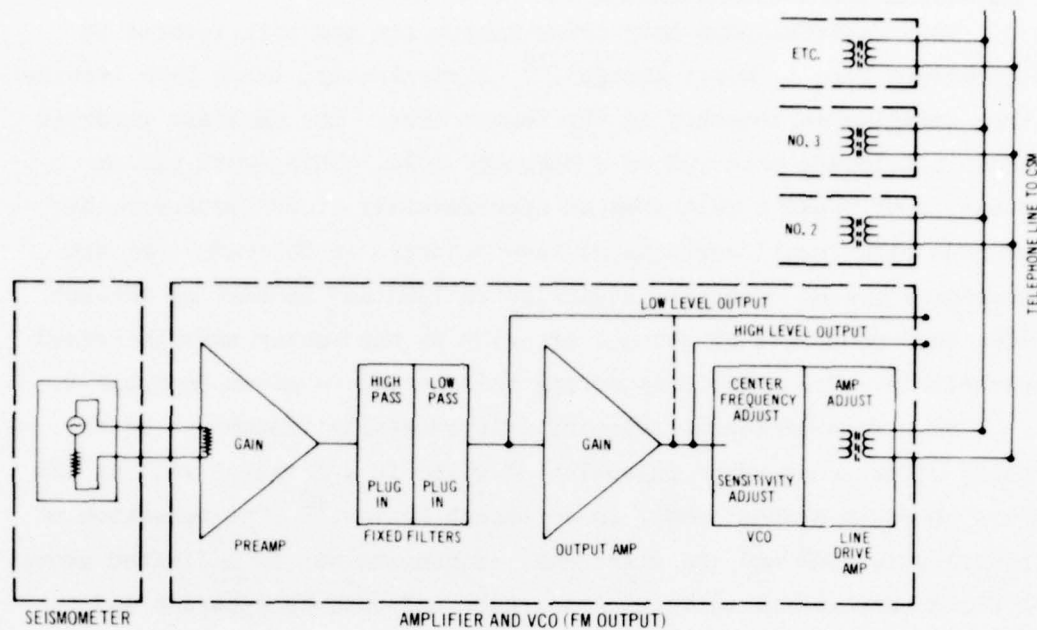 ETC.
NO. 3
NO. 2
TELEPHONE LINE TO CSM
LOW LEVEL OUTPUT
HIGH LEVEL OUTPUT
HIGH PASS
LOW PASS
GAIN
PLUG IN
PLUG IN
FIXED FILTERS
PREAMP
GAIN
OUTPUT AMP
CENTER
FREQUENCY
ADJUST
SENSITIVITY
ADJUST
VCO
AMP ADJUST
LINE
DRIVE
AMP
SEISMOMETER
AMPLIFIER AND VCO (FM OUTPUT)